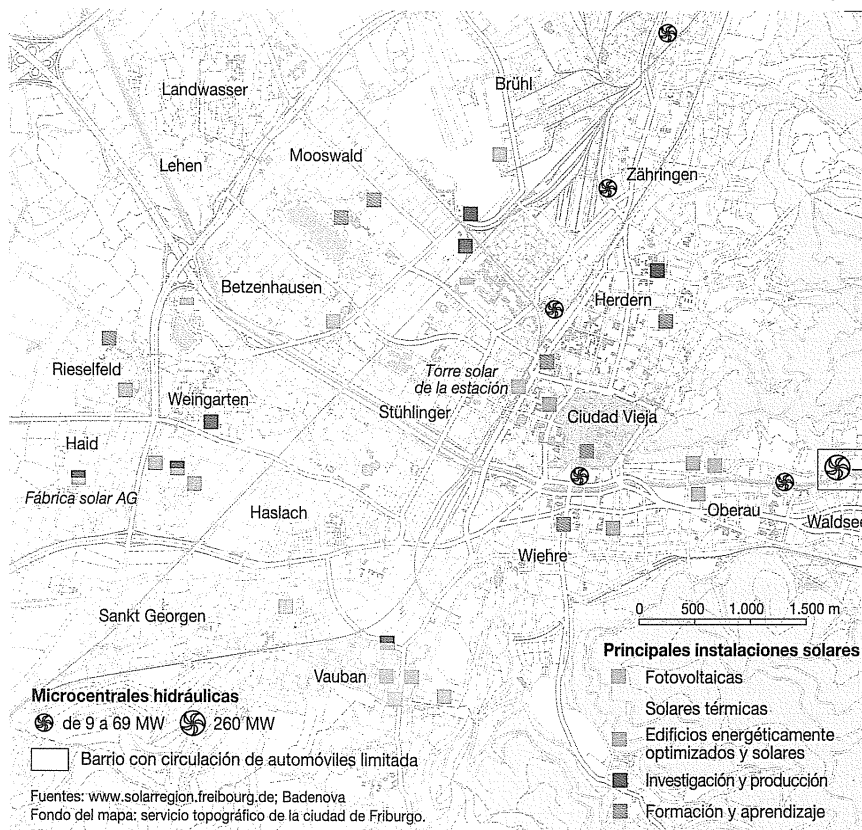 Landwasser
Brühl
Lehen
Mooswald
Zähringen
Betzenhausen
Herdern
Rieselfeld
Torre solar
de la estación
Weingarten
Stühlinger
Ciudad Vieja
Haid
Fábrica solar AG
Haslach
Oberau
Waldsee
Wiehre
Sankt Georgen
0 500 1.000 1.500 m
Vauban
Microcentrales hidráulicas
de 9 a 69 MW 260 MW
Barrio con circulación de automóviles limitada
Fuentes: www.solarregion.freibourg.de; Badenova
Fondo del mapa: servicio topográfico de la ciudad de Friburgo.
Principales instalaciones solares
Fotovoltaicas
Solares térmicas
Edificios energéticamente
optimizados y solares
Investigación y producción
Formación y aprendizaje